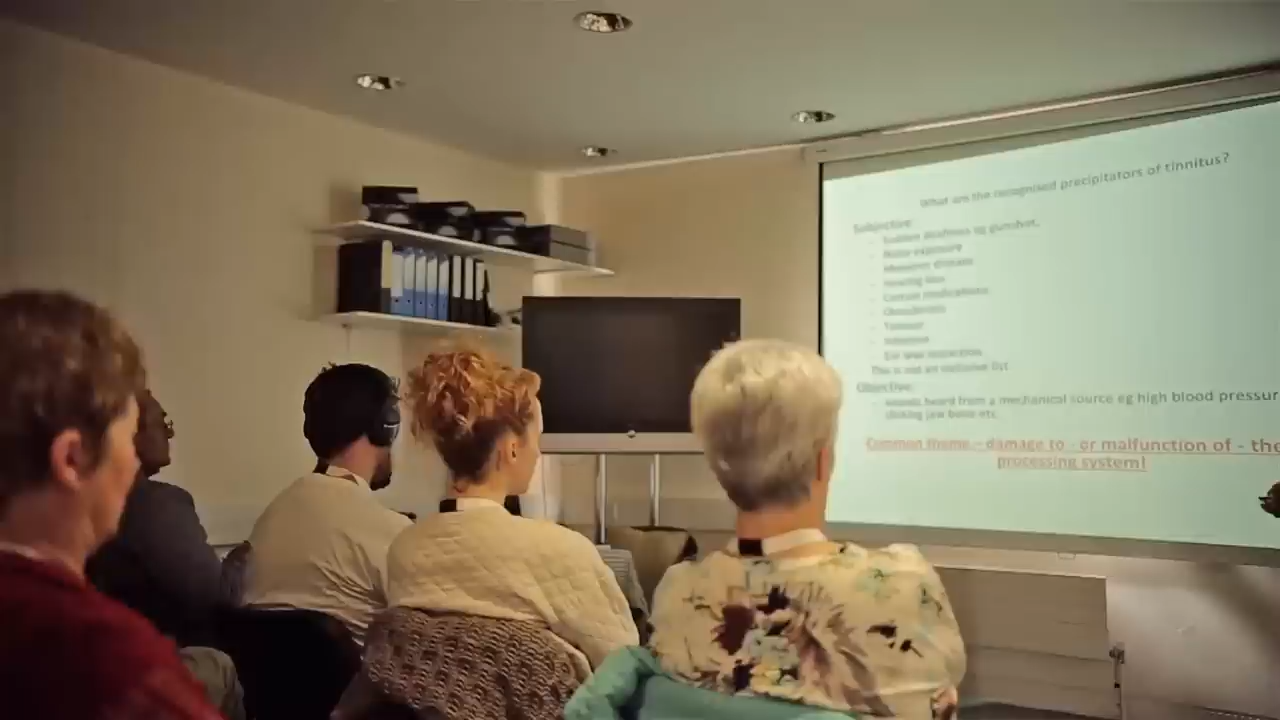 What are the recognised precipitators of tinnitus?
Subjective:
- Sudden deafness eg gunshot,
- Noise exposure
- Meniere's disease
- Hearing loss
- Certain medications
- Otosclerosis
- Tumour
- Ear wax impaction
This is not an inclusive list
Objective:
- sounds heard from a mechanical source eg high blood pressur
clicking jaw bone etc
Common theme – damage to - or malfunction of - the
processing system!